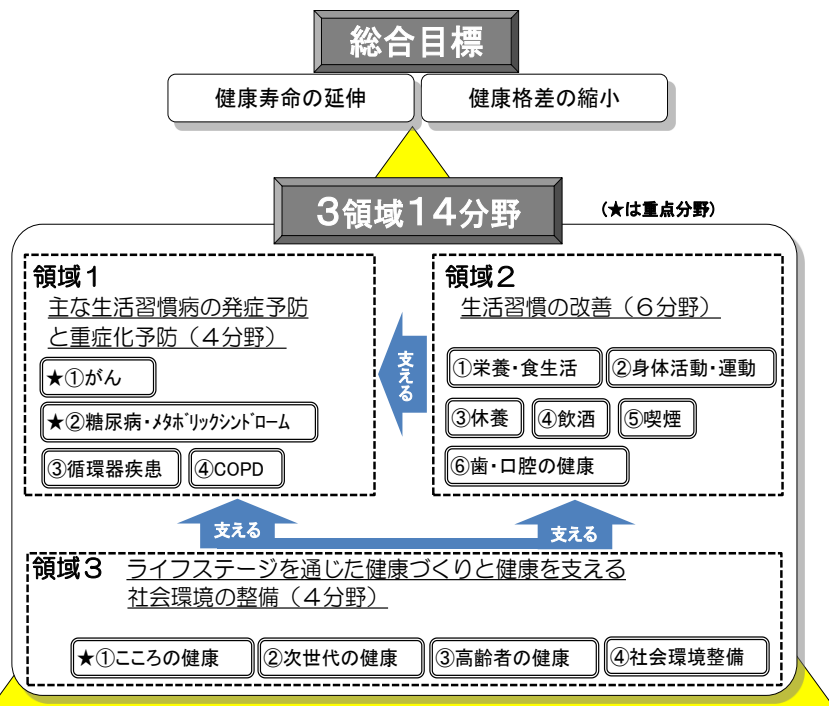 総合目標
健康寿命の延伸
健康格差の縮小
3領域14分野
(★は重点分野)
領域1
主な生活習慣病の発症予防
と重症化予防（4分野）
★①がん
★②糖尿病・ﾒﾀﾎﾞﾘｯｸｼﾝﾄﾞﾛｰﾑ
③循環器疾患
④COPD
支える
領域2
生活習慣の改善（6分野）
①栄養・食生活
②身体活動・運動
③休養
④飲酒
⑤喫煙
⑥歯・口腔の健康
支える
支える
領域3 ライフステージを通じた健康づくりと健康を支える
社会環境の整備（4分野）
★①こころの健康
②次世代の健康
③高齢者の健康
④社会環境整備